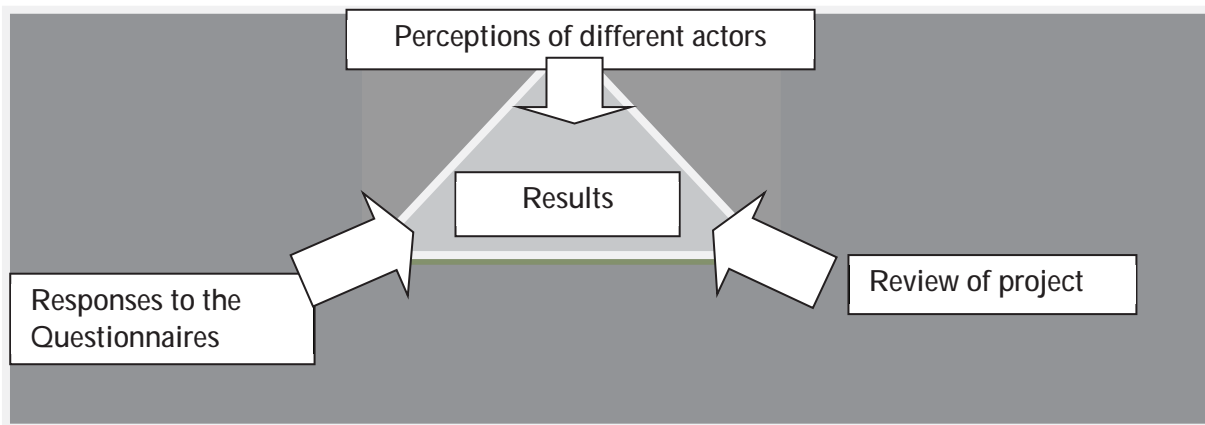 Perceptions of different actors
Results
Responses to the
Questionnaires
Review of project